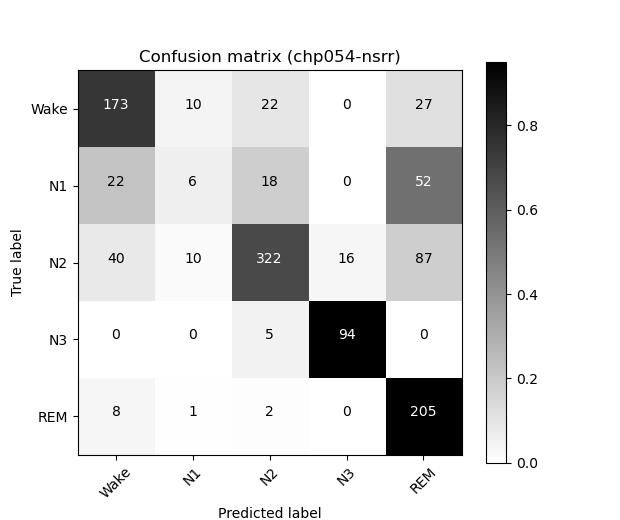 Confusion matrix (chp054-nsrr)
Wake 173 10 22 0 27
N1 22 6 18 0 52
N2 40 10 322 16 87
N3 0 0 5 94 0
REM 8 1 2 0 205
Wake N1 N2 N3 REM
Predicted label
True label
0.8
0.6
0.4
0.2
0.0